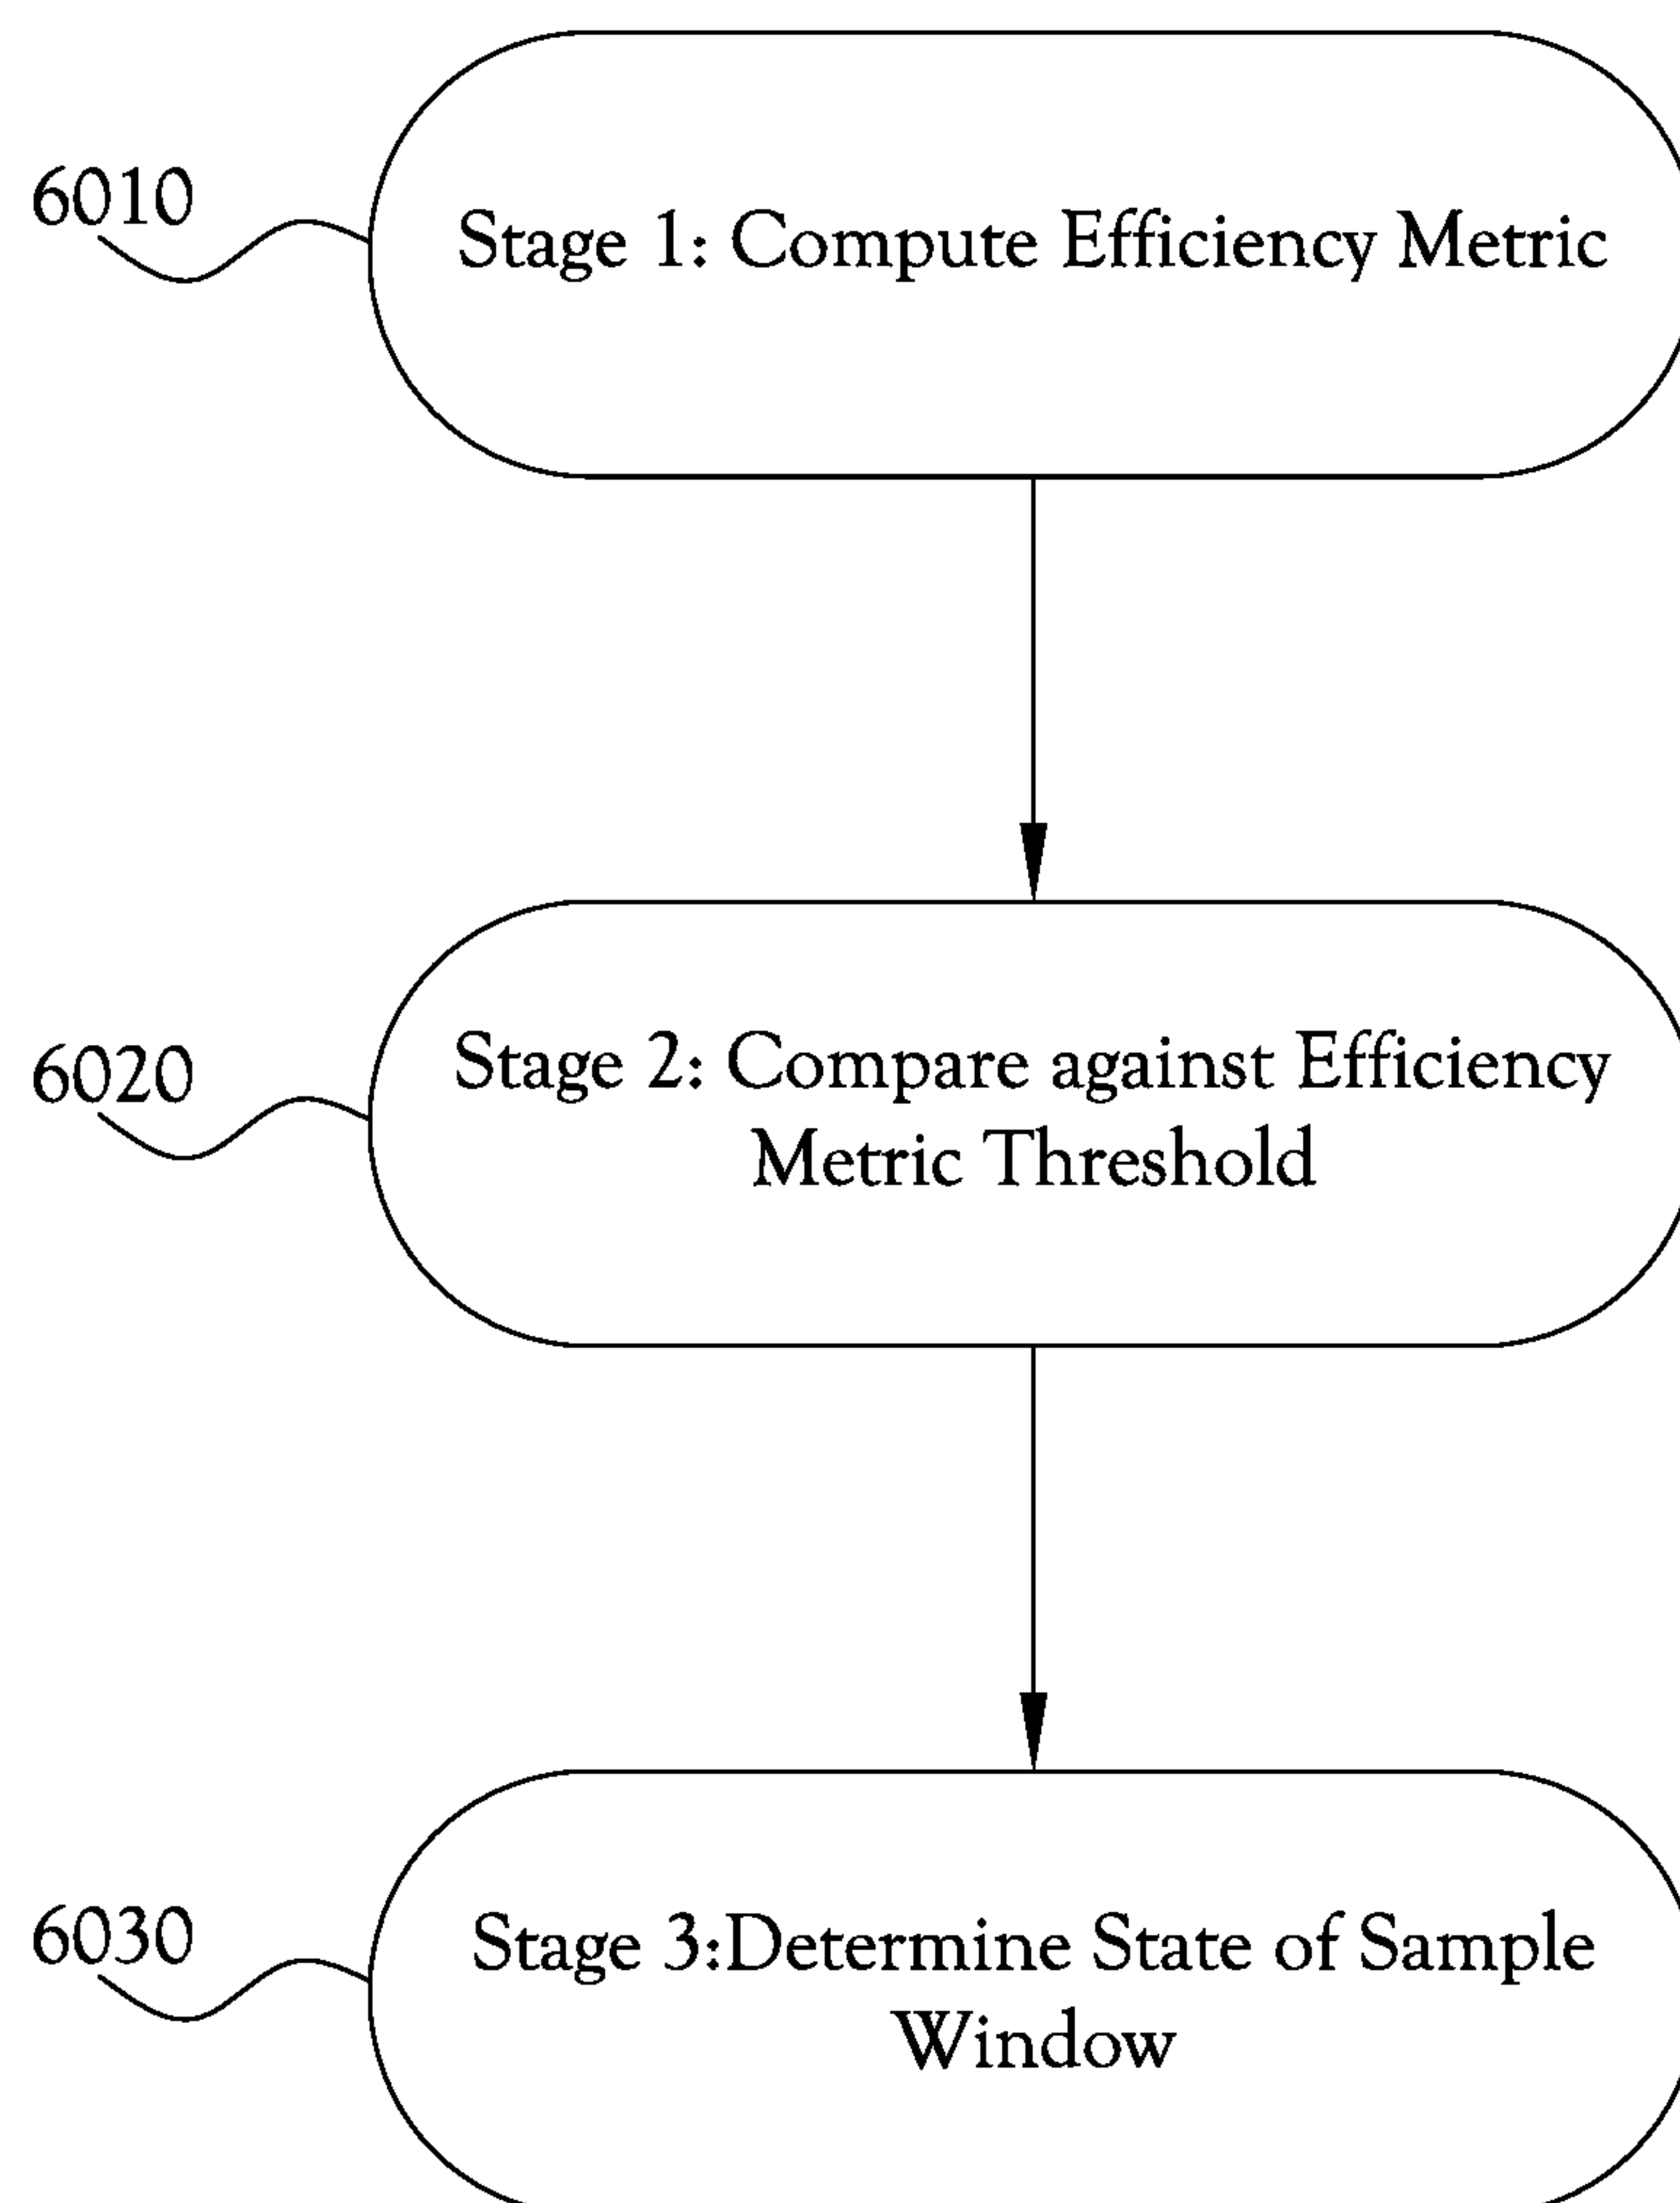 6010
Stage 1: Compute Efficiency Metric
6020
Stage 2: Compare against Efficiency
Metric Threshold
6030
Stage 3:Determine State of Sample
Window